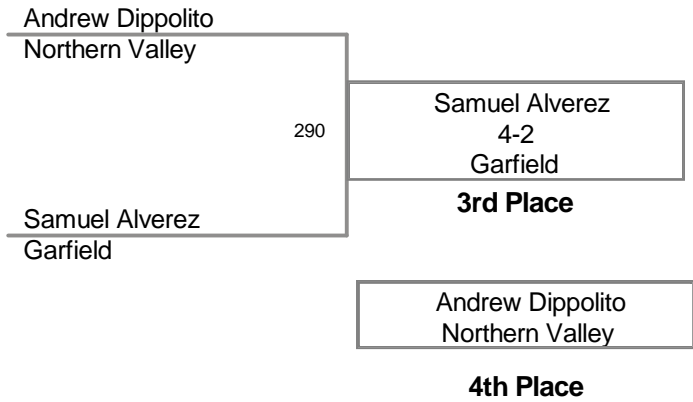 Andrew Dippolito
Northern Valley
290
Samuel Alverez
4-2
Garfield
3rd Place
Samuel Alverez
Garfield
Andrew Dippolito
Northern Valley
4th Place